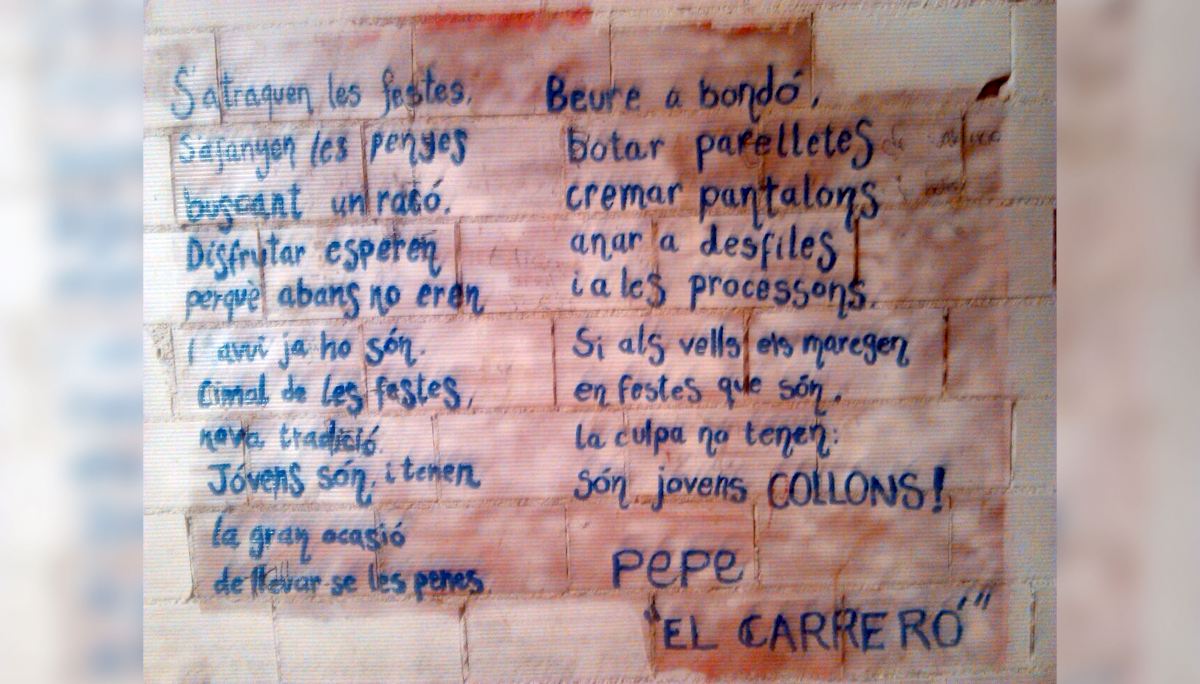 S'atraquen les festes,
S'afanyen les penyes
buscant un racó.
Disfrutar esperen
perquè abans no eren
I avui ja ho són.
Cimal de les festes,
nova tradició.
Jóvens són, i tenen
la gran ocasió
de llevar se les penes.
Beure a bondó,
botar parelletes
cremar pantalons
anar a desfiles
i a les processons.
Si als vells els maregen
en festes que són,
la culpa no tenen:
són jovens COLLONS!
PEPE
"EL CARRERÓ"